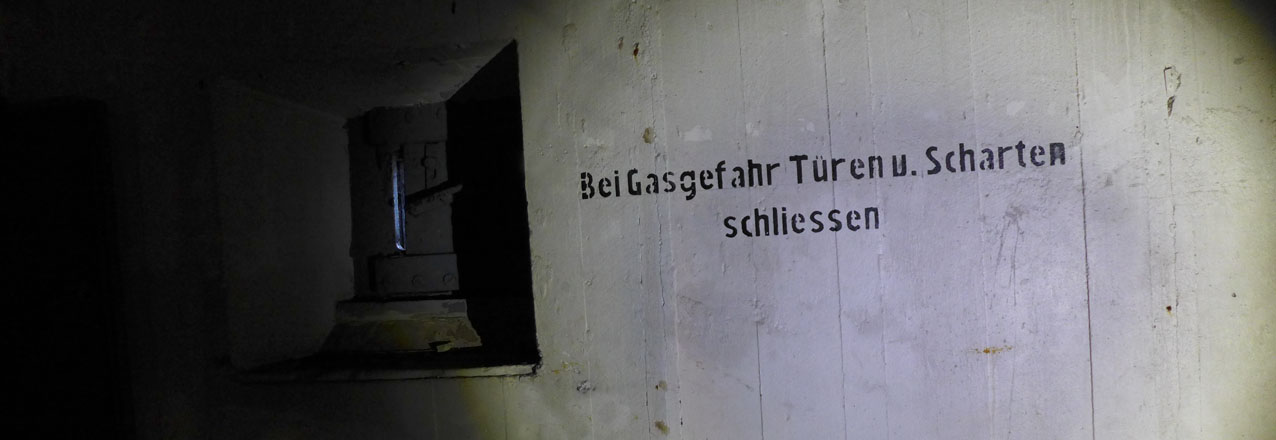 Bei Gasgefahr Türen u. Scharten
schliessen